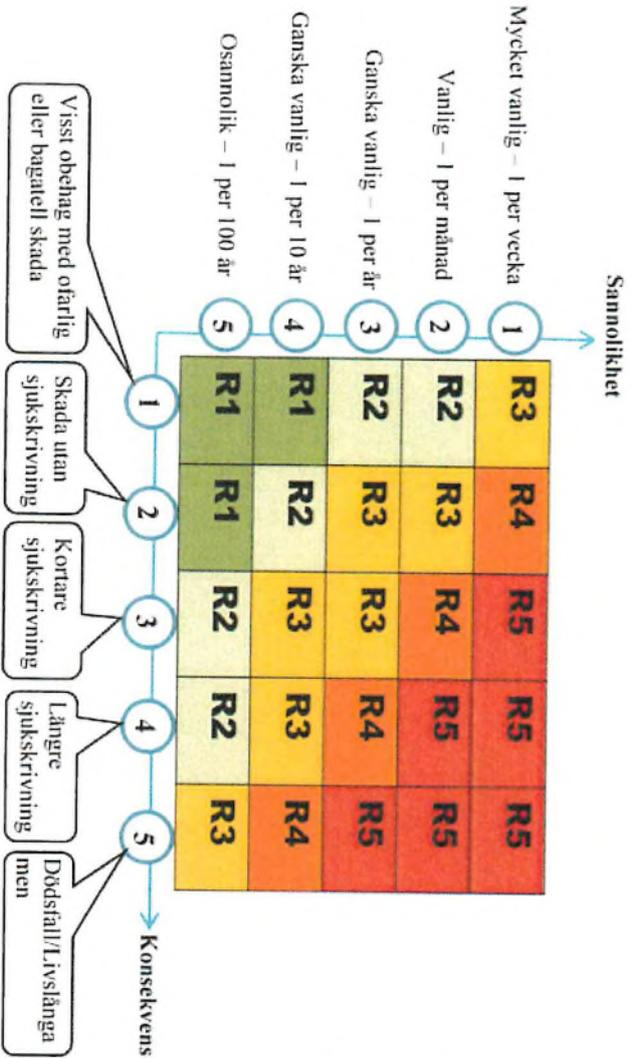 Sannolikhet
Mycket vanlig – 1 per vecka 1 R3 R4 R5 R5 R5
Vanlig – 1 per månad 2 R2 R3 R4 R5 R5
Ganska vanlig – 1 per år 3 R2 R3 R3 R4 R5
Ganska vanlig – 1 per 10 år 4 R1 R2 R3 R3 R4
Osannolik – 1 per 100 år 5 R1 R1 R2 R2 R3
1 2 3 4 5 Konsekvens
Visst obehag med ofarlig
eller bagatell skada
Skada utan
sjukskrivning
Kortare
sjukskrivning
Längre
sjukskrivning
Dödsfall/Livslånga
men